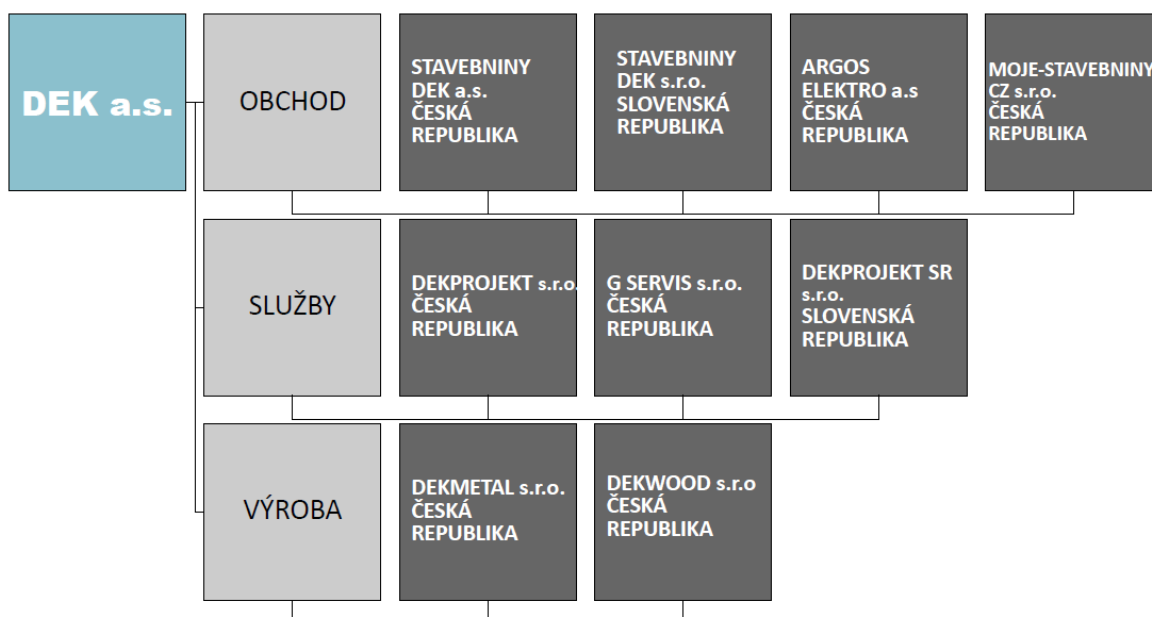 DEK a.s.
OBCHOD
STAVEBNINY
DEK a.s.
ČESKÁ
REPUBLIKA
STAVEBNINY
DEK s.r.o.
SLOVENSKÁ
REPUBLIKA
ARGOS
ELEKTRO a.s
ČESKÁ
REPUBLIKA
MOJE-STAVEBNINY
CZ s.r.o.
ČESKÁ
REPUBLIKA
SLUŽBY
DEKPROJEKT s.r.o.
ČESKÁ
REPUBLIKA
G SERVIS s.r.o.
ČESKÁ
REPUBLIKA
DEKPROJEKT SR
s.r.o.
SLOVENSKÁ
REPUBLIKA
VÝROBA
DEKMETAL s.r.o.
ČESKÁ
REPUBLIKA
DEKWOOD s.r.o
ČESKÁ
REPUBLIKA